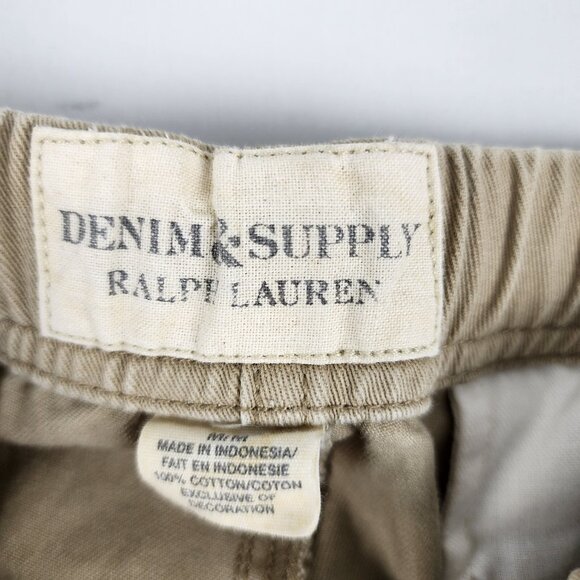 DENIM & SUPPLY
RALPH LAUREN
M/M
MADE IN INDONESIA/
FAIT EN INDONESIE
100% COTTON/COTON
EXCLUSIVE OF
DECORATION